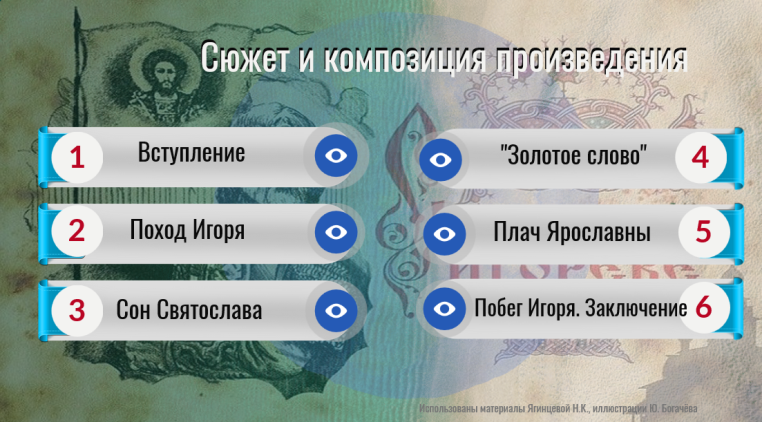 Сюжет и композиция произведения
1 Вступление
2 Поход Игоря
3 Сон Святослава
"Золотое слово" 4
Плач Ярославны 5
Побег Игоря. Заключение 6
ИГОРЕВЕ
Использованы материалы Ягинцевой Н.К., иллюстрации Ю. Богачёва